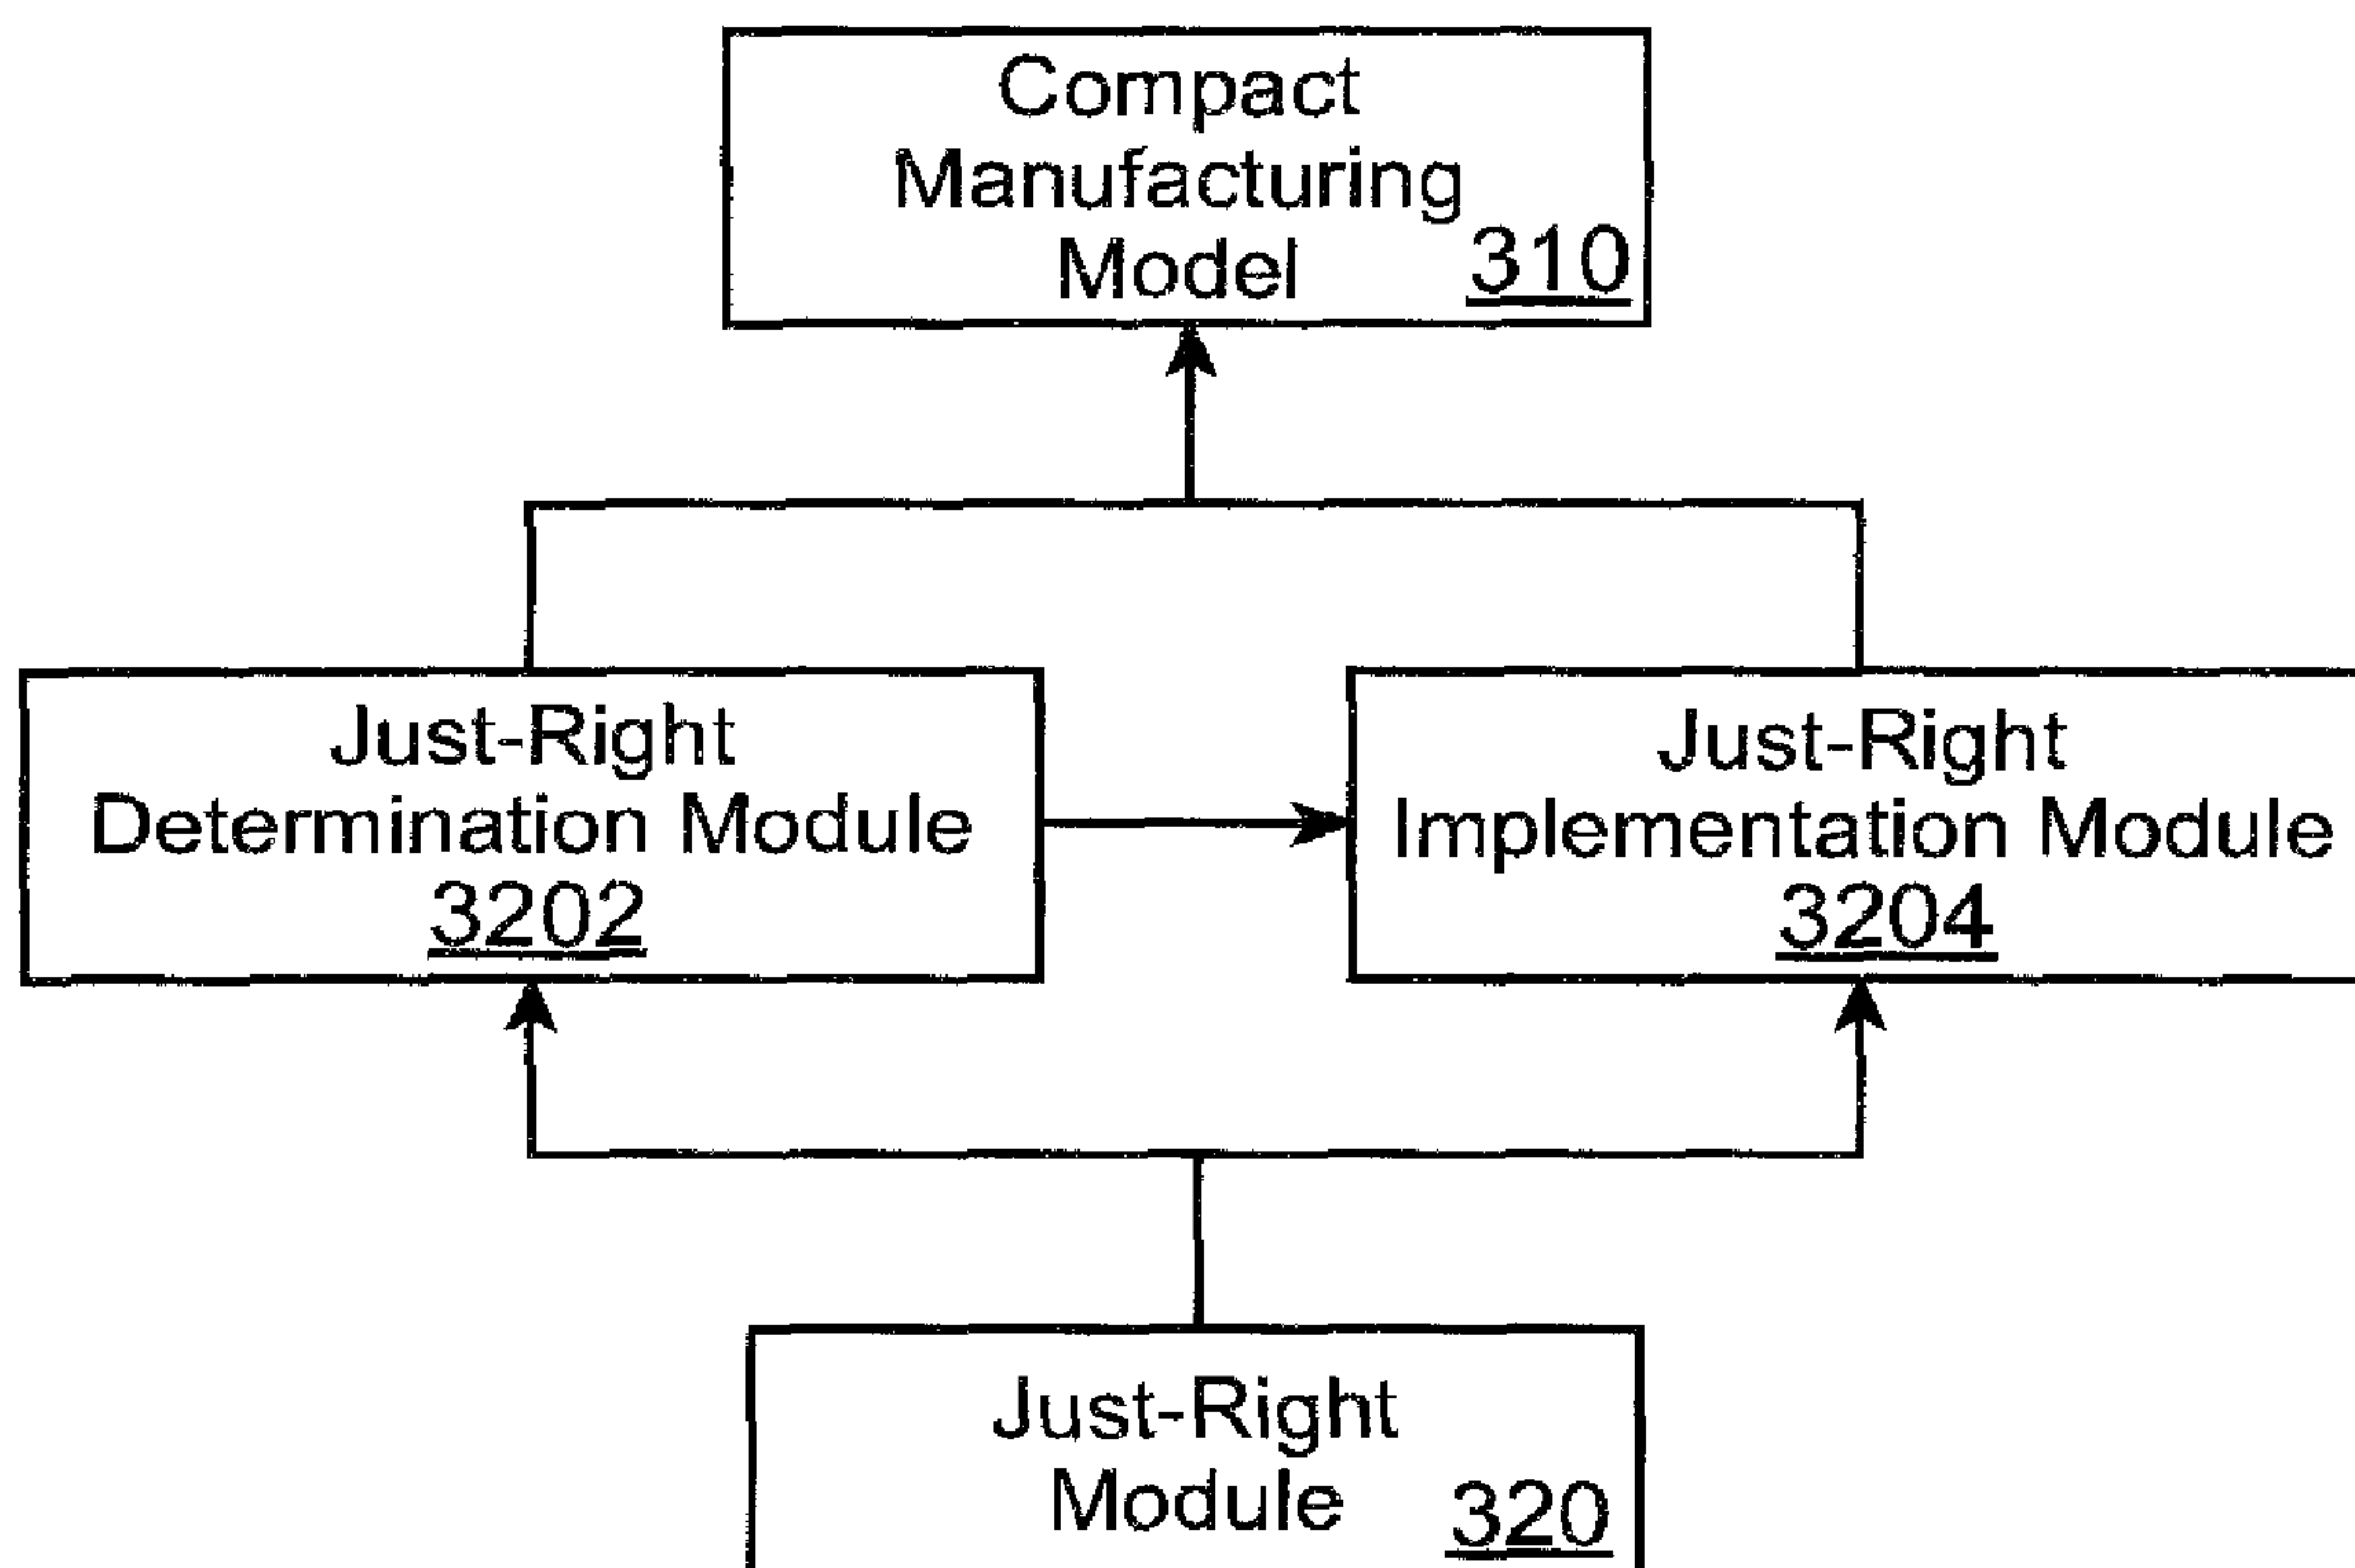 Compact
Manufacturing
Model 310
Just-Right
Determination Module
3202
Just-Right
Implementation Module
3204
Just-Right
Module 320